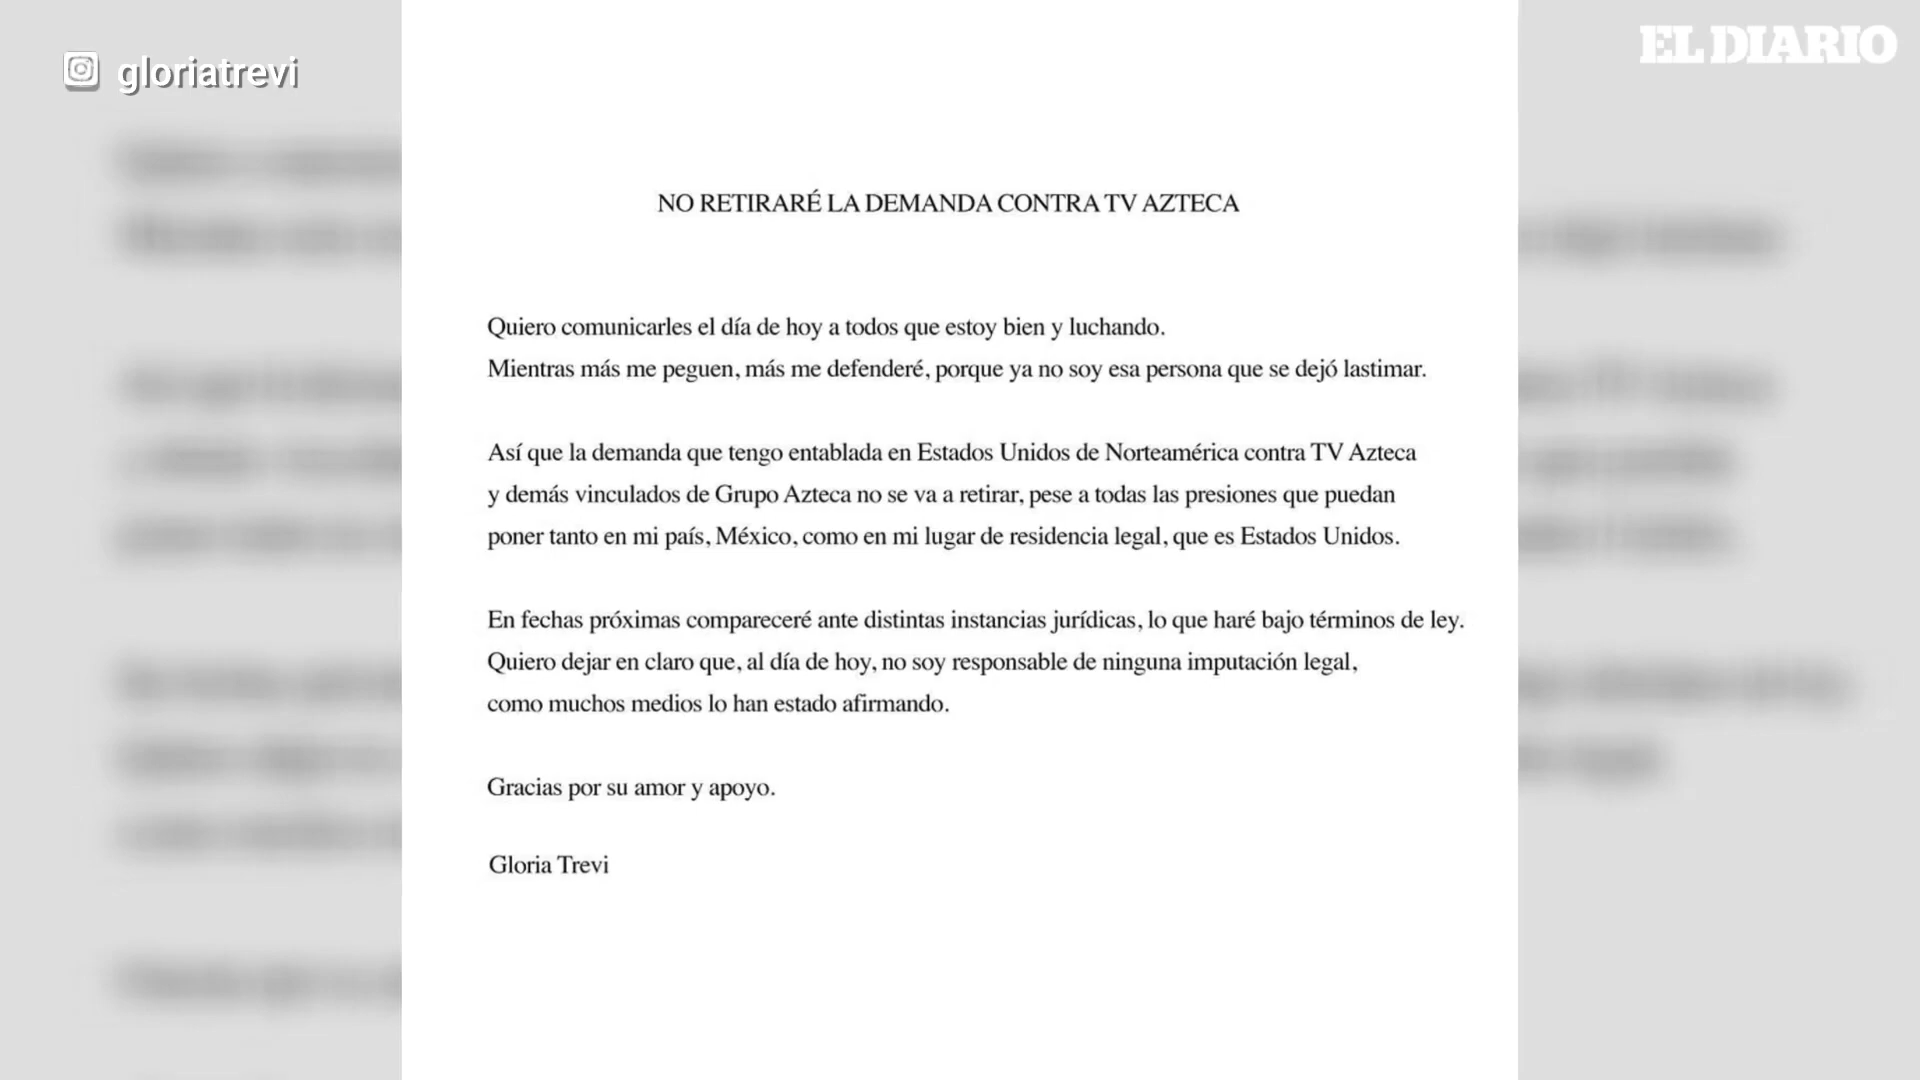 gloriatrevi
EL DIARIO
NO RETIRARÉ LA DEMANDA CONTRA TV AZTECA
Quiero comunicarles el día de hoy a todos que estoy bien y luchando.
Mientras más me peguen, más me defenderé, porque ya no soy esa persona que se dejó lastimar.
Así que la demanda que tengo entablada en Estados Unidos de Norteamérica contra TV Azteca
y demás vinculados de Grupo Azteca no se va a retirar, pese a todas las presiones que puedan
poner tanto en mi país, México, como en mi lugar de residencia legal, que es Estados Unidos.
En fechas próximas compareceré ante distintas instancias jurídicas, lo que haré bajo términos de ley.
Quiero dejar en claro que, al día de hoy, no soy responsable de ninguna imputación legal,
como muchos medios lo han estado afirmando.
Gracias por su amor y apoyo.
Gloria Trevi